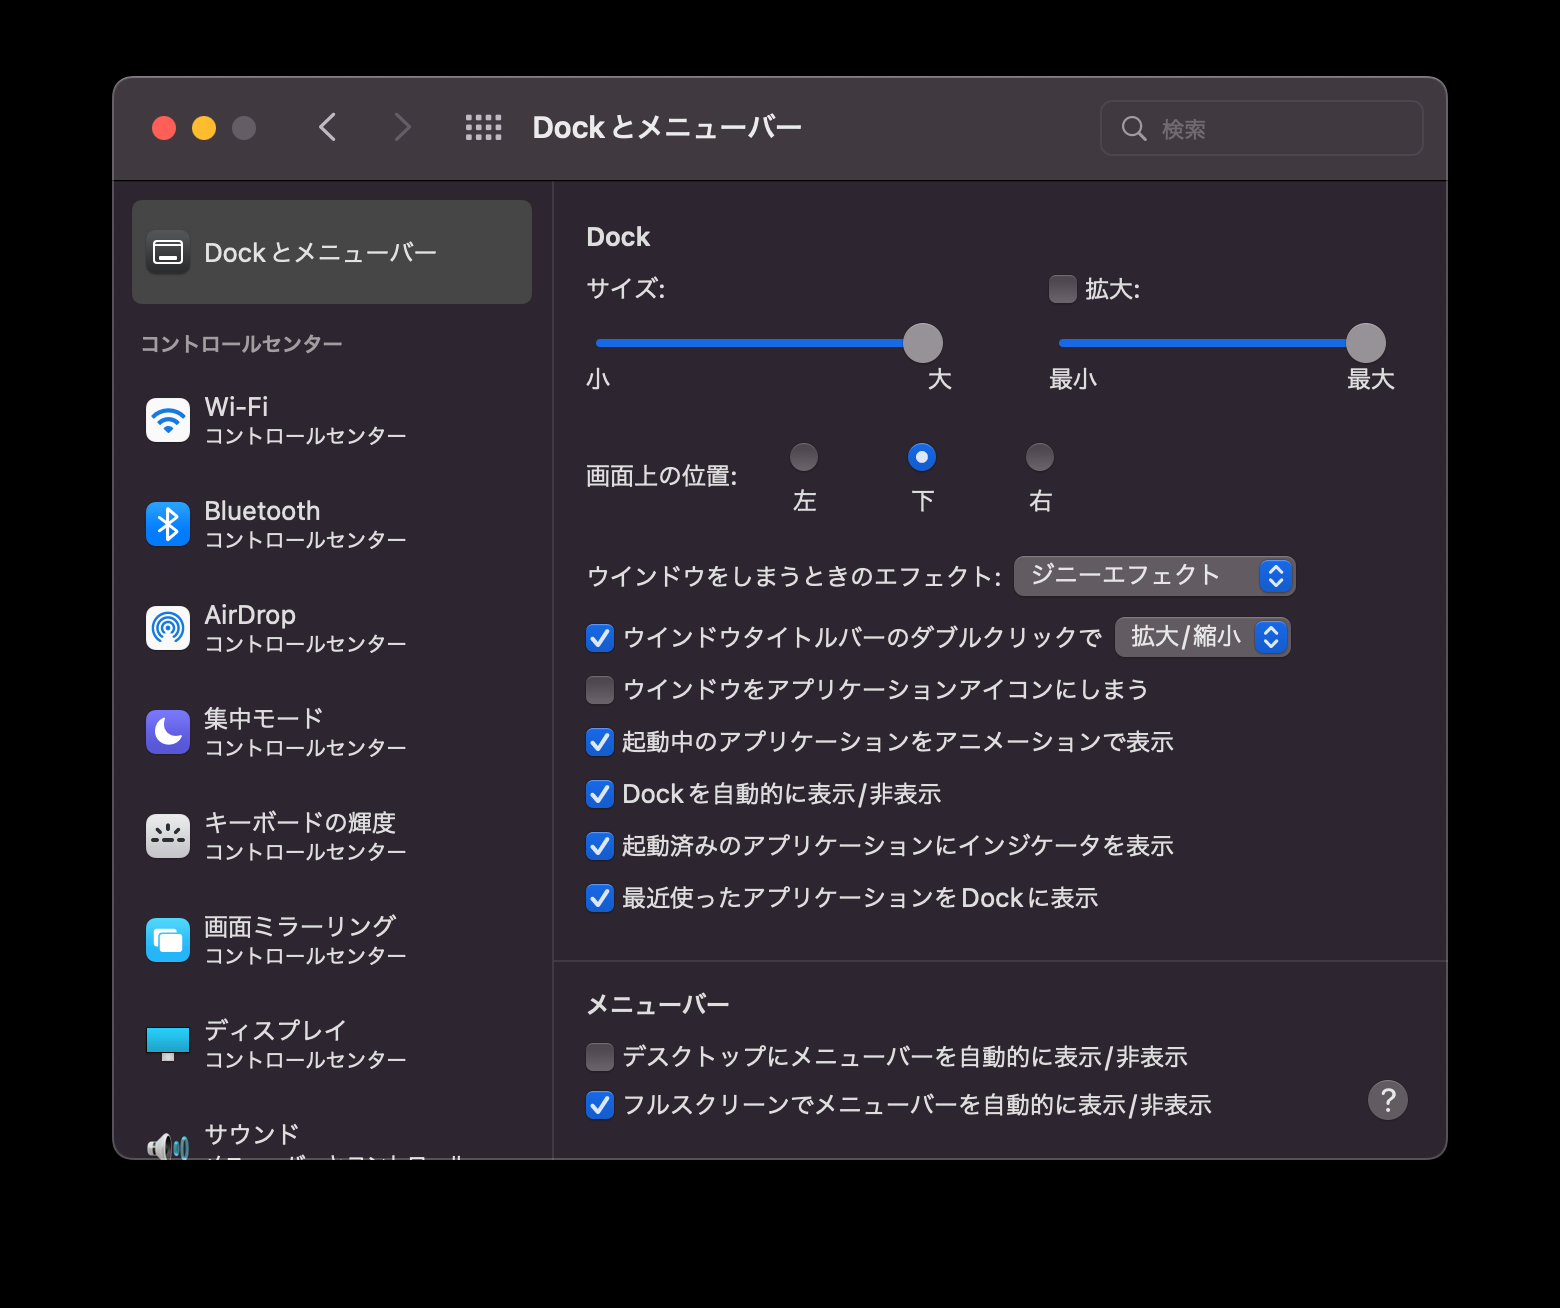 Dockとメニューバー
検索
Dockとメニューバー
コントロールセンター
Wi-Fi
コントロールセンター
Bluetooth
コントロールセンター
AirDrop
コントロールセンター
集中モード
コントロールセンター
キーボードの輝度
コントロールセンター
画面ミラーリング
コントロールセンター
ディスプレイ
コントロールセンター
サウンド
Dock
サイズ:
拡大:
小 大
最小 最大
画面上の位置:
左 下 右
ウインドウをしまうときのエフェクト: ジニーエフェクト
ウインドウタイトルバーのダブルクリックで 拡大/縮小
ウインドウをアプリケーションアイコンにしまう
起動中のアプリケーションをアニメーションで表示
Dockを自動的に表示/非表示
起動済みのアプリケーションにインジケータを表示
最近使ったアプリケーションをDockに表示
メニューバー
デスクトップにメニューバーを自動的に表示/非表示
フルスクリーンでメニューバーを自動的に表示/非表示
?